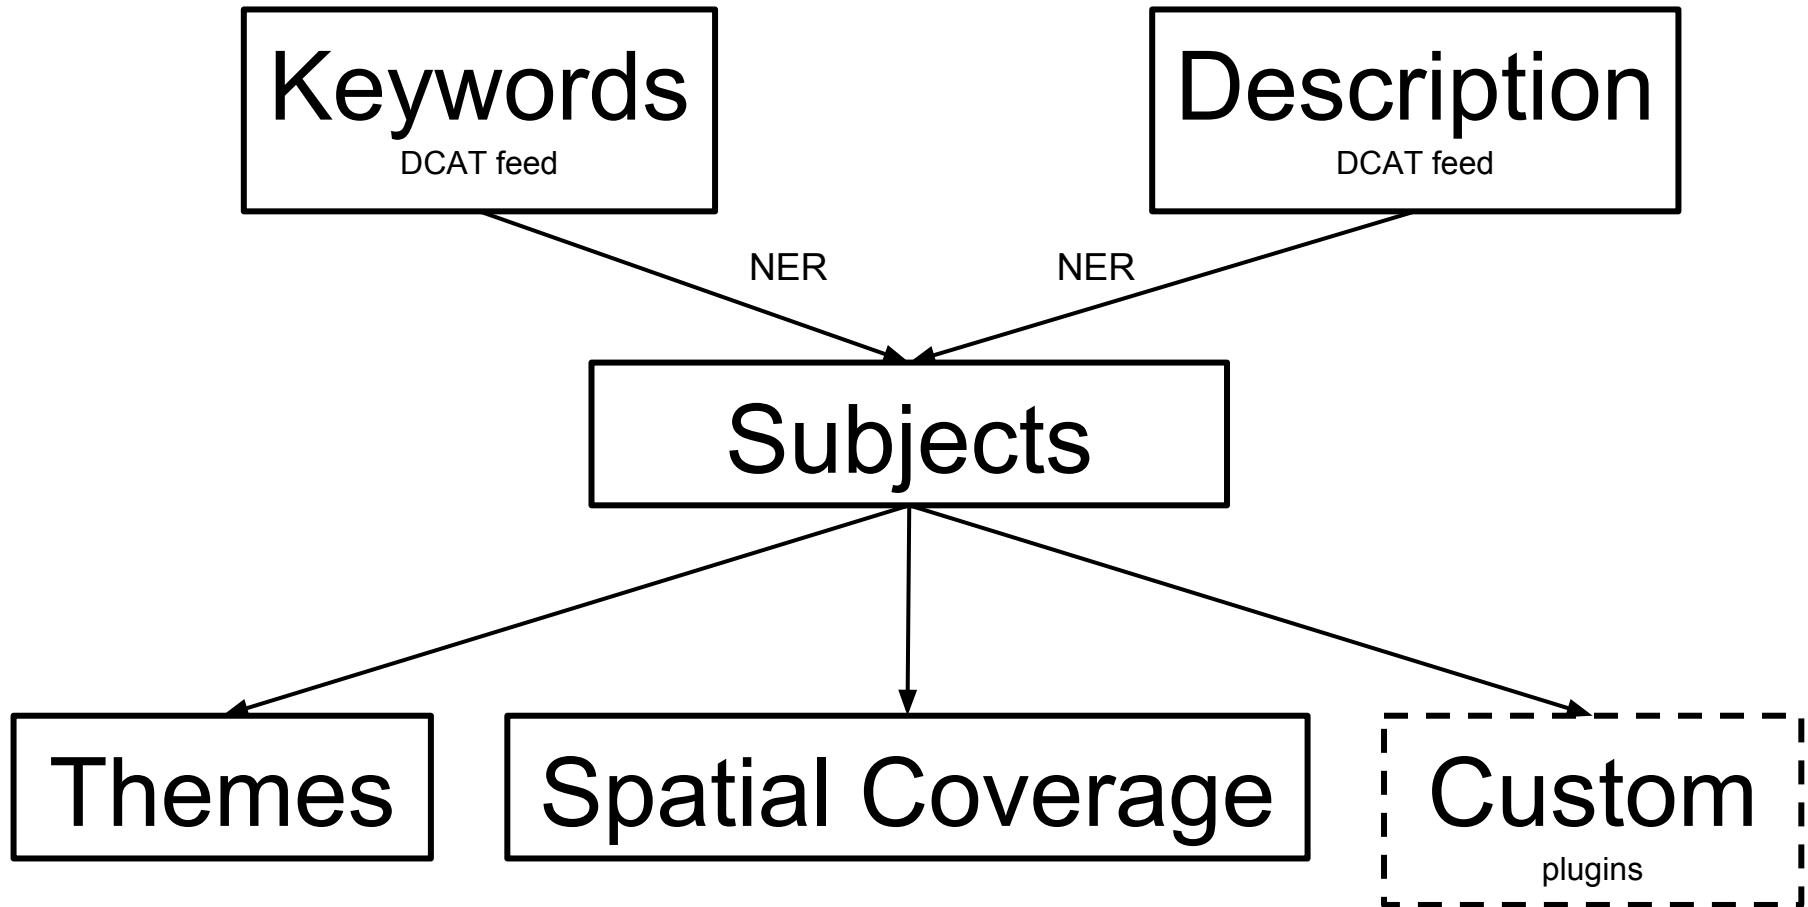 Keywords
DCAT feed
Description
DCAT feed
NER
NER
Subjects
Themes
Spatial Coverage
Custom
plugins